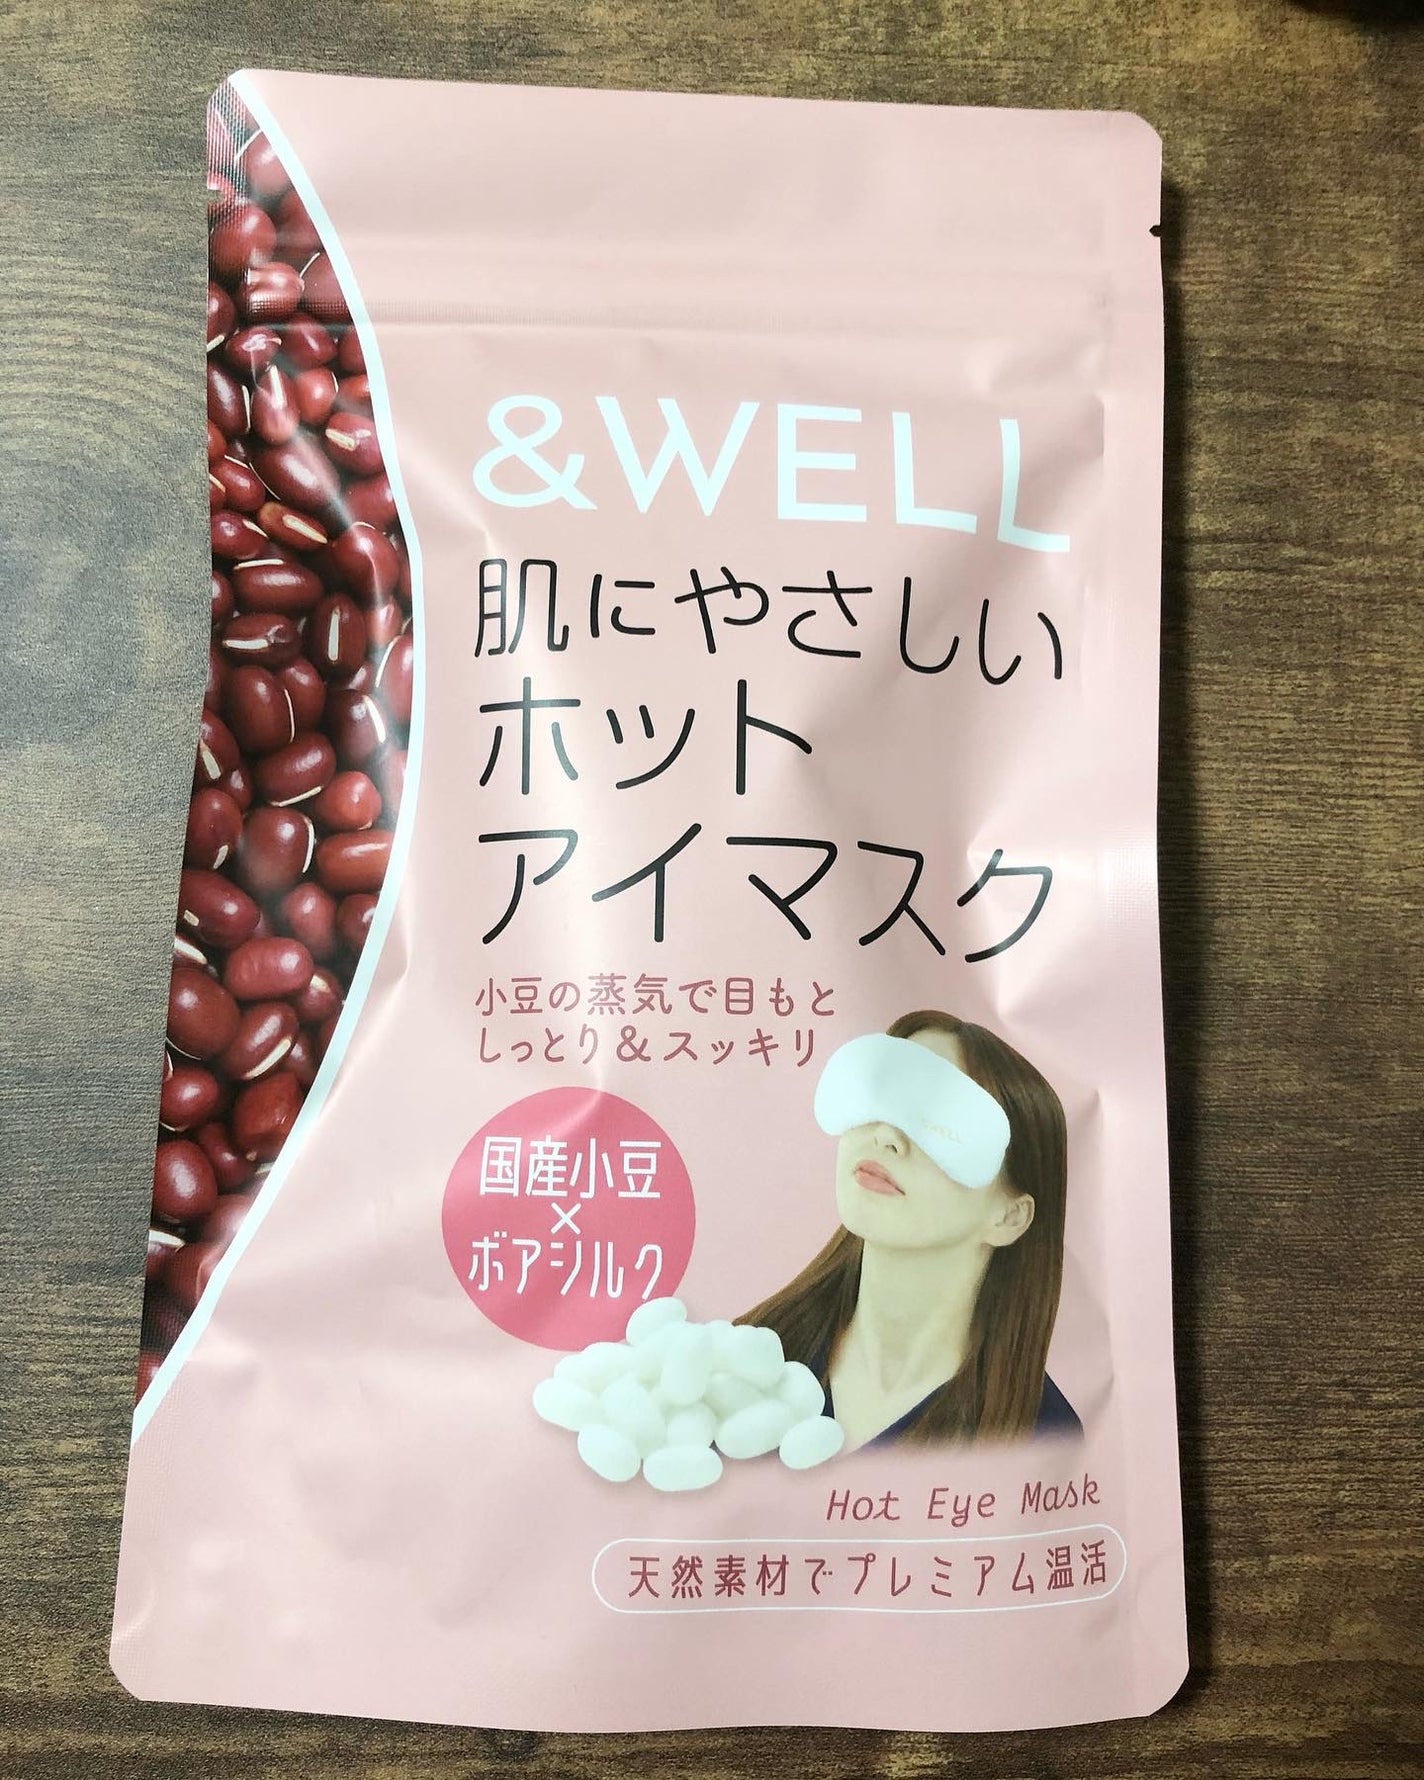 &WELL
肌にやさしい
ホット
アイマスク
小豆の蒸気で目もと
しっとり&スッキリ
国産小豆
×
ボアシルク
&WELL
Hot Eye Mask
天然素材でプレミアム温活